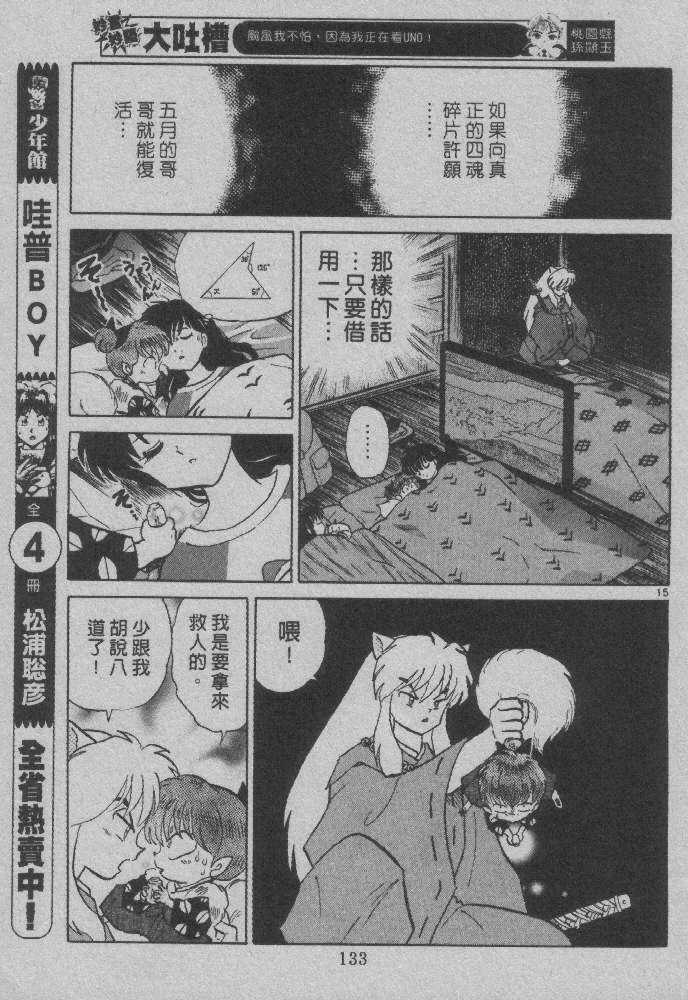 大吐槽
颱風我不怕，因為我正在看UNO！
桃園縣
孫顯玉
少年館
哇普BOY
全
4
冊
松浦聡彦
全省熱賣中!!
如果向真
正的四魂
碎片許願
……
五月的哥
哥就能復
活…
那樣的話
…只要借
用一下…
……
36°
126°
x
喂！
我是要拿來
救人的。
少跟我
胡說八
道了！
15
133